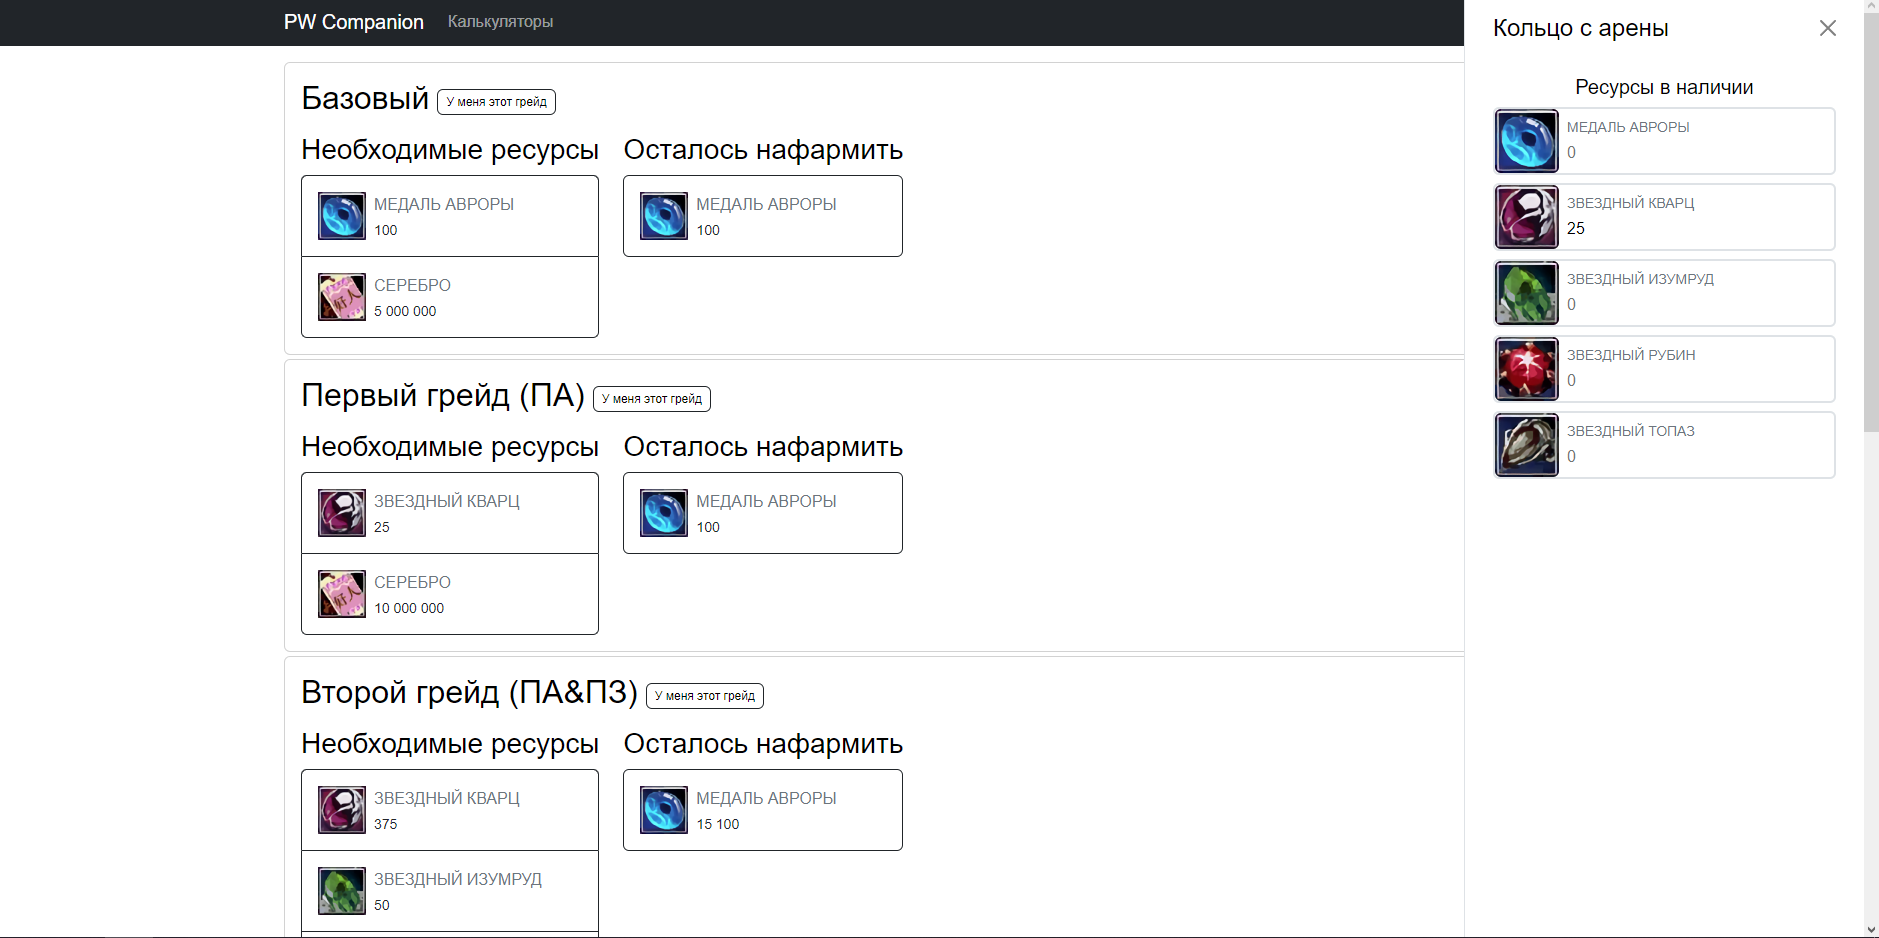 PW Companion
Калькуляторы
Базовый
У меня этот грейд
Необходимые ресурсы
МЕДАЛЬ АВРОРЫ
100
СЕРЕБРО
5 000 000
Осталось нафармить
МЕДАЛЬ АВРОРЫ
100
Первый грейд (ПА)
У меня этот грейд
Необходимые ресурсы
ЗВЕЗДНЫЙ КВАРЦ
25
СЕРЕБРО
10 000 000
Осталось нафармить
МЕДАЛЬ АВРОРЫ
100
Второй грейд (ПА&ПЗ)
У меня этот грейд
Необходимые ресурсы
ЗВЕЗДНЫЙ КВАРЦ
375
ЗВЕЗДНЫЙ ИЗУМРУД
50
Осталось нафармить
МЕДАЛЬ АВРОРЫ
15 100
Кольцо с арены
Ресурсы в наличии
МЕДАЛЬ АВРОРЫ
0
ЗВЕЗДНЫЙ КВАРЦ
25
ЗВЕЗДНЫЙ ИЗУМРУД
0
ЗВЕЗДНЫЙ РУБИН
0
ЗВЕЗДНЫЙ ТОПАЗ
0